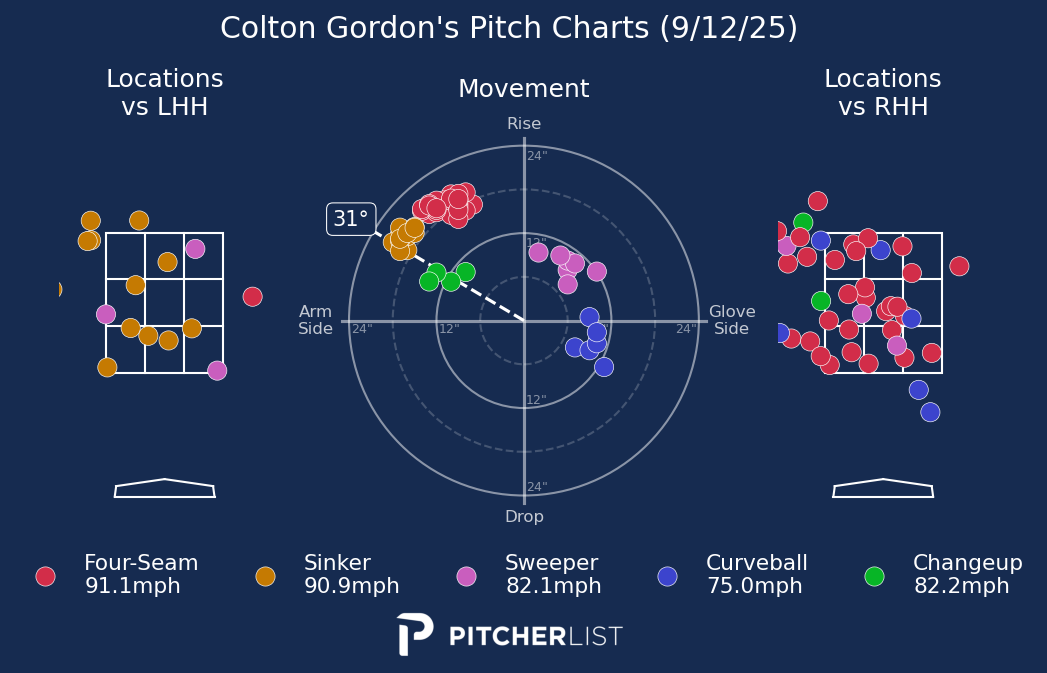 Colton Gordon's Pitch Charts (9/12/25)
Locations
vs LHH
Movement
Locations
vs RHH
Rise
24"
12"
31°
Arm
Side
24"
12"
24"
Glove
Side
12"
24"
Drop
Four-Seam
91.1mph
Sinker
90.9mph
Sweeper
82.1mph
Curveball
75.0mph
Changeup
82.2mph
PITCHERLIST